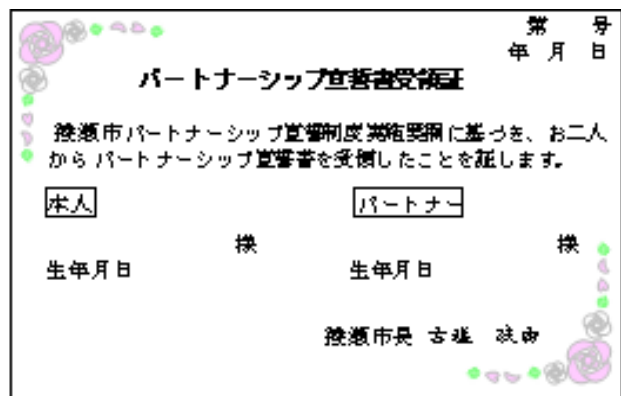 第 号
年 月 日
パートナーシップ宣誓書受領証
綾瀬市パートナーシップ宣誓制度実施要綱に基づき、お二人
から パートナーシップ宣誓書を受領したことを証します。
本人 パートナー
様 様
生年月日 生年月日
綾瀬市長 古塩 政由